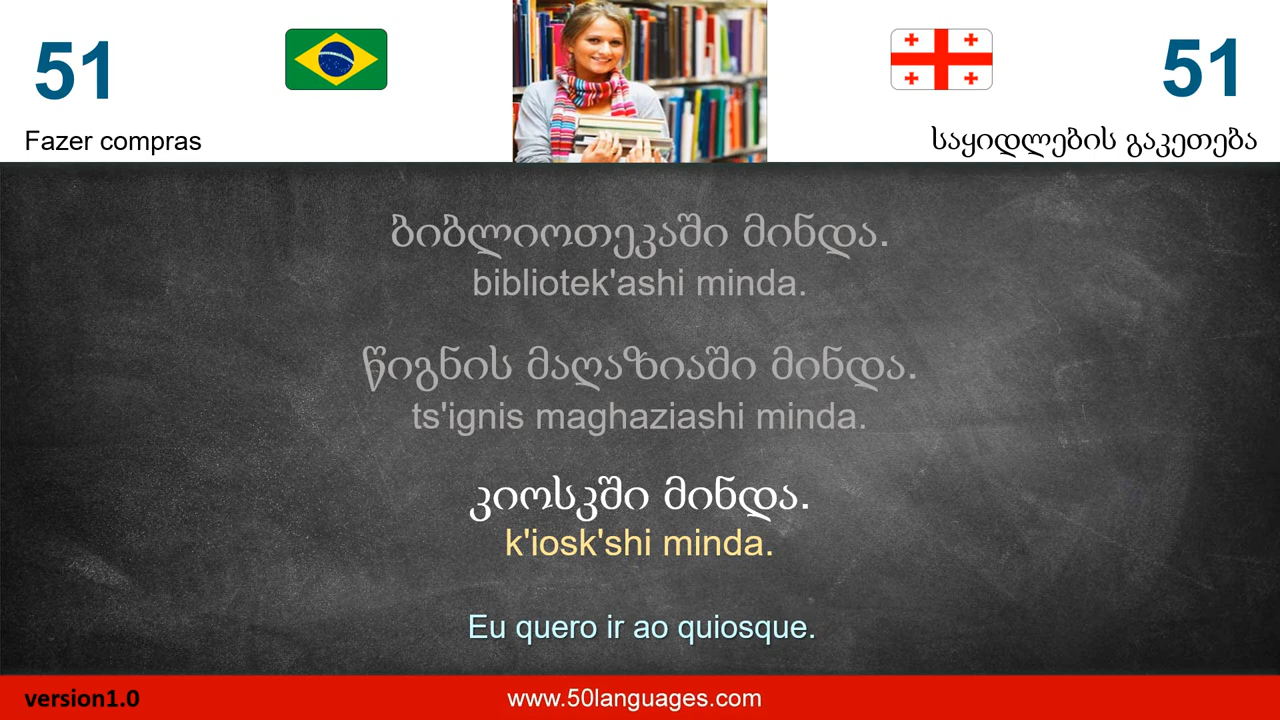 51
51
Fazer compras
საყიდლების გაკეთება
ბიბლიოთეკაში მინდა.
bibliotek'ashi minda.
წიგნის მაღაზიაში მინდა.
ts'ignis maghaziashi minda.
კიოსკში მინდა.
k'iosk'shi minda.
Eu quero ir ao quiosque.
version1.0
www.50languages.com